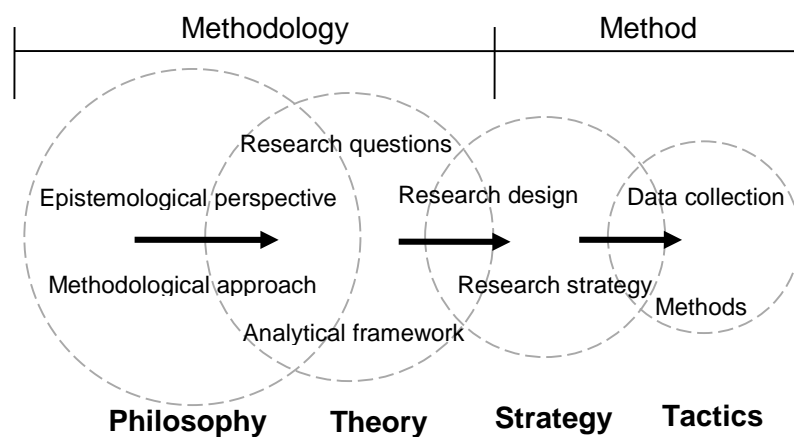 Methodology
Method
Research questions
Epistemological perspective
Research design
Data collection
Methodological approach
Research strategy
Analytical framework
Methods
Philosophy
Theory
Strategy
Tactics